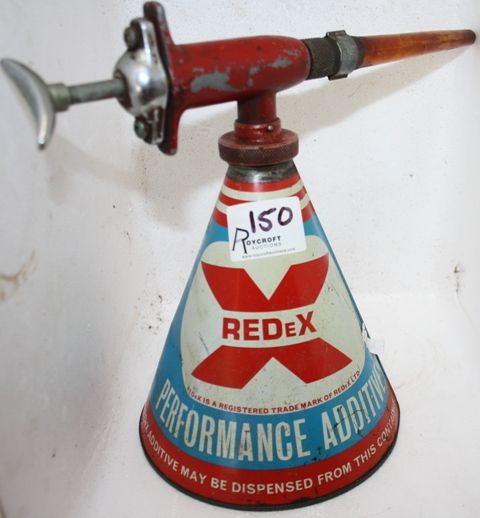 150
ROYCROFT
AUCTIONS
REDeX
REDeX IS A REGISTERED TRADE MARK OF REDeX LTD
PERFORMANCE ADDITIVE
ADDITIVE MAY BE DISPENSED FROM THIS